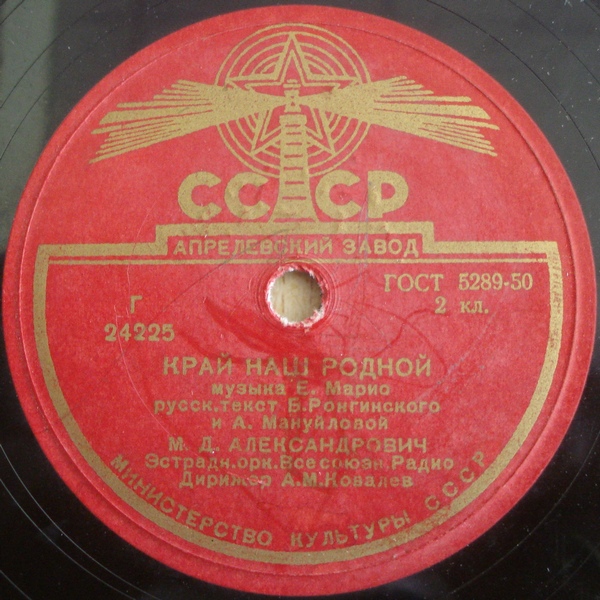 СССР
АПРЕЛЕВСКИЙ ЗАВОД
ГОСТ 5289-50
2 кл.
Г
24225
КРАЙ НАШ РОДНОЙ
музыка Е. Марио
русск.текст Б.Ронгинского
и А. Мануйловой
М. Д. АЛЕКСАНДРОВИЧ
Эстрадн.орк.Всесоюзн.Радио
Дирижер А.М.Ковалев
МИНИСТЕРСТВО КУЛЬТУРЫ СССР